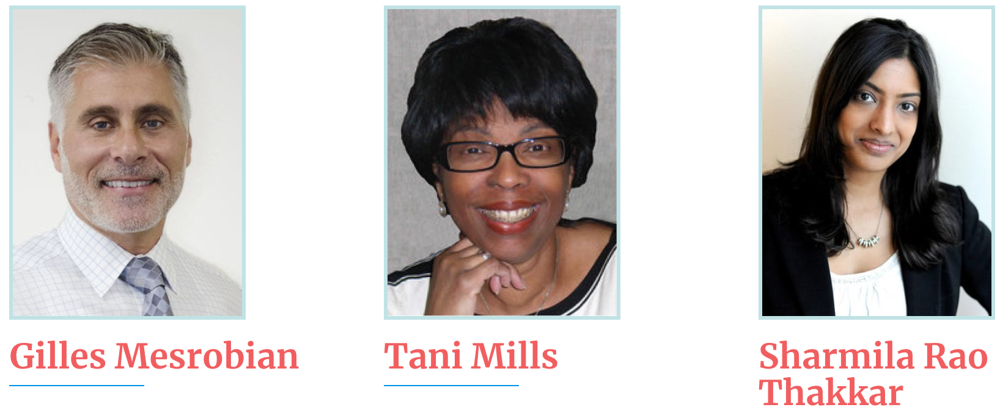 Gilles Mesrobian
Tani Mills
Sharmila Rao
Thakkar